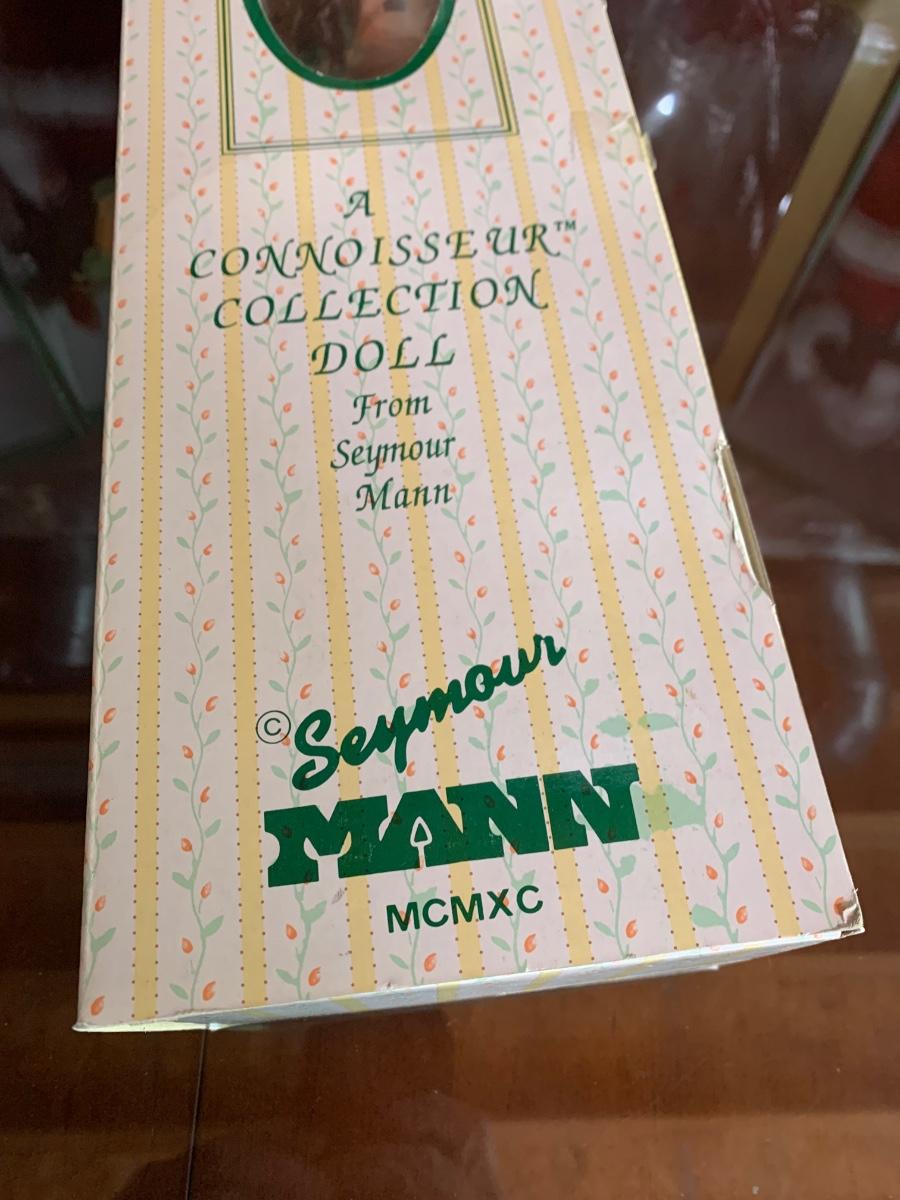 A
CONNOISSEUR™
COLLECTION
DOLL
From
Seymour
Mann
© Seymour
MANN
MCMXC